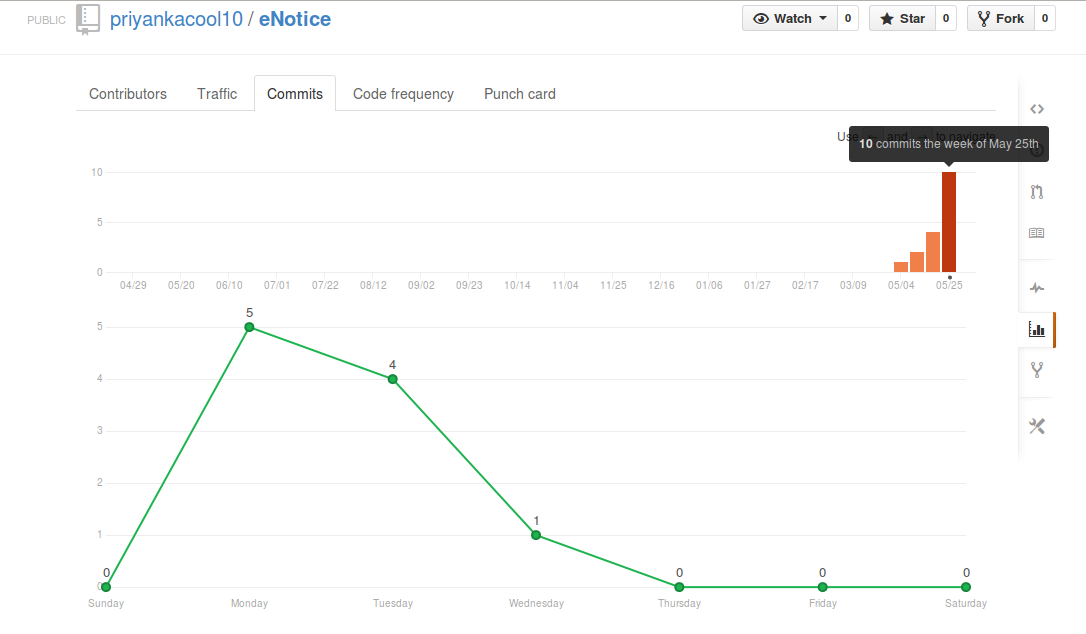 PUBLIC priyankacool10 / eNotice Watch 0 Star 0 Fork 0
Contributors Traffic Commits Code frequency Punch card
Use ← and → to navigate
10 commits the week of May 25th
10
5
0
04/29 05/20 06/10 07/01 07/22 08/12 09/02 09/23 10/14 11/04 11/25 12/16 01/06 01/27 02/17 03/09 05/04 05/25
5
5
4
4
3
2
1
1
0 0 0 0 0
Sunday Monday Tuesday Wednesday Thursday Friday Saturday